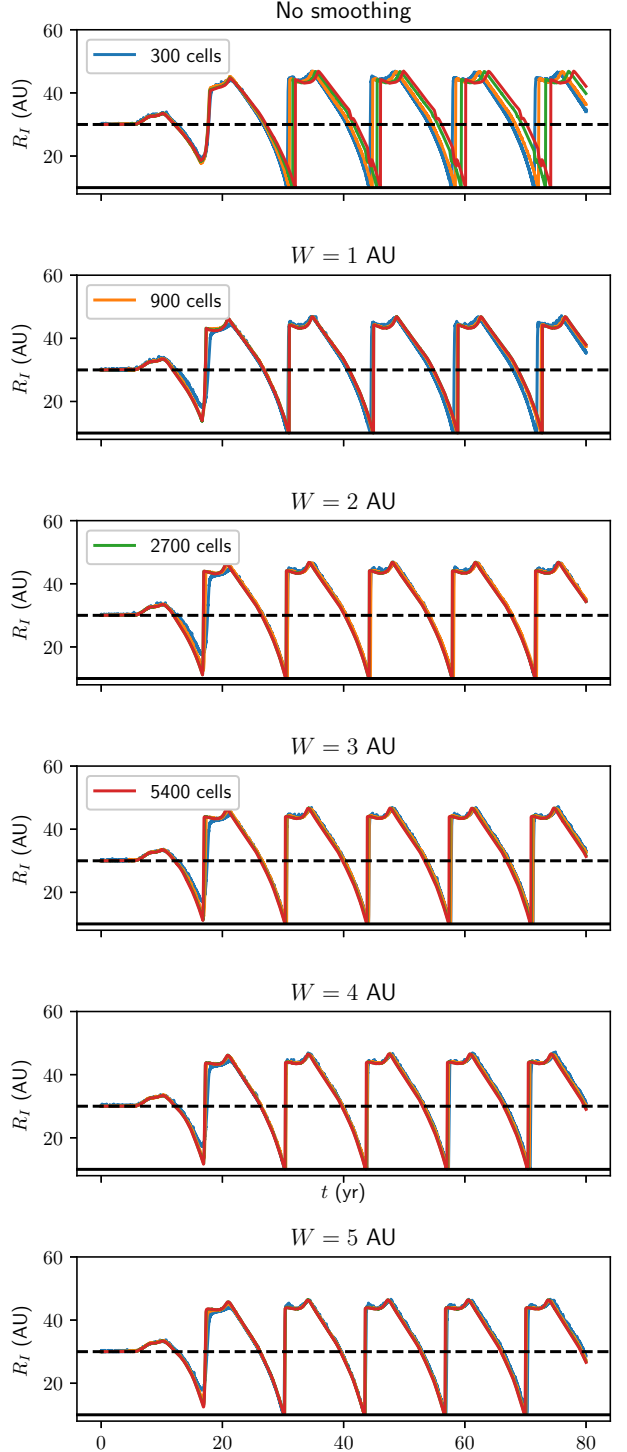 No smoothing
60
40
20
R_I (AU)
300 cells
W = 1 AU
60
40
20
R_I (AU)
900 cells
W = 2 AU
60
40
20
R_I (AU)
2700 cells
W = 3 AU
60
40
20
R_I (AU)
5400 cells
W = 4 AU
60
40
20
R_I (AU)
t (yr)
W = 5 AU
60
40
20
R_I (AU)
0 20 40 60 80